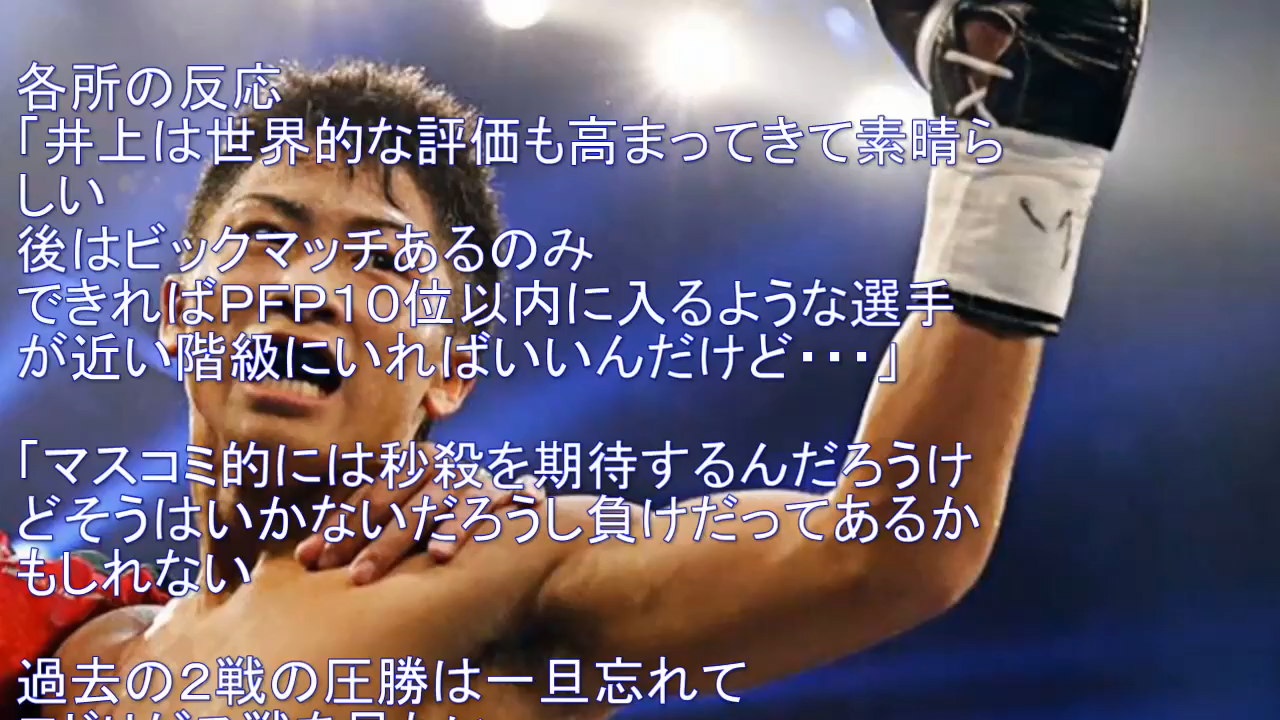 各所の反応
「井上は世界的な評価も高まってきて素晴ら
しい
後はビックマッチあるのみ
できればＰＦＰ１０位以内に入るような選手
が近い階級にいればいいんだけど・・・」
「マスコミ的には秒殺を期待するんだろうけ
どそうはいかないだろうし負けだってあるか
もしれない
過去の２戦の圧勝は一旦忘れて